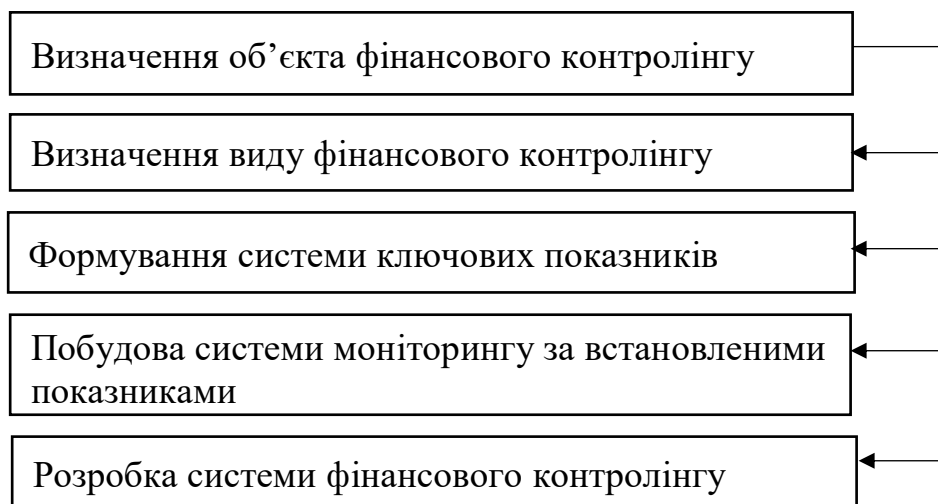 Визначення об’єкта фінансового контролінгу
Визначення виду фінансового контролінгу
Формування системи ключових показників
Побудова системи моніторингу за встановленими
показниками
Розробка системи фінансового контролінгу